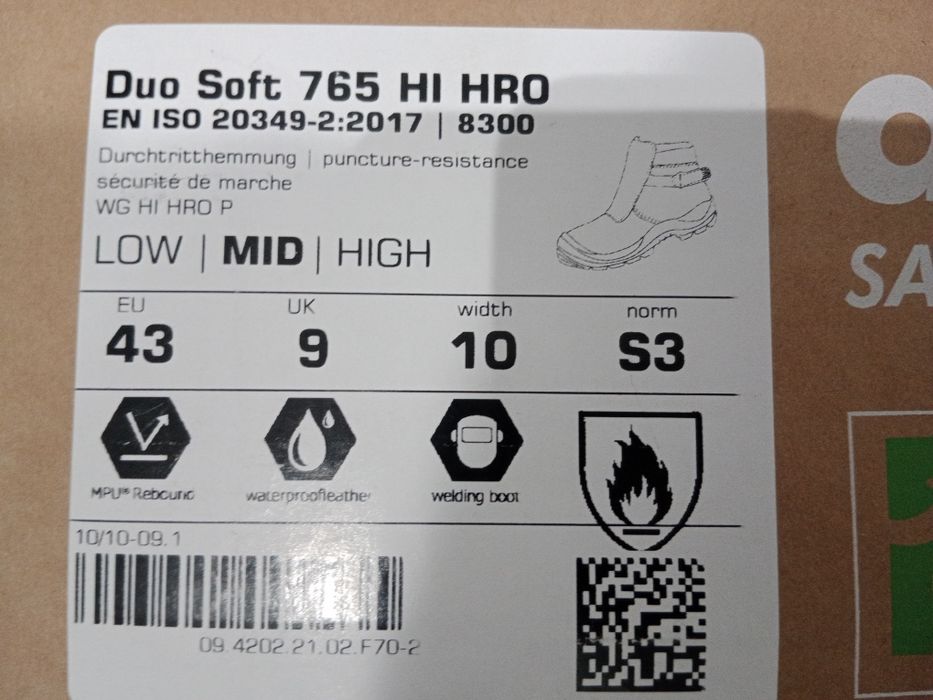 Duo Soft 765 HI HRO
EN ISO 20349-2:2017 | 8300
Durchtritthemmung | puncture-resistance
sécurité de marche
WG HI HRO P
LOW | MID | HIGH
EU UK width norm
43 9 10 S3
MPU® Rebound waterproofleather welding boot
10/10-09.1
09.4202.21.02.F70-2
SA